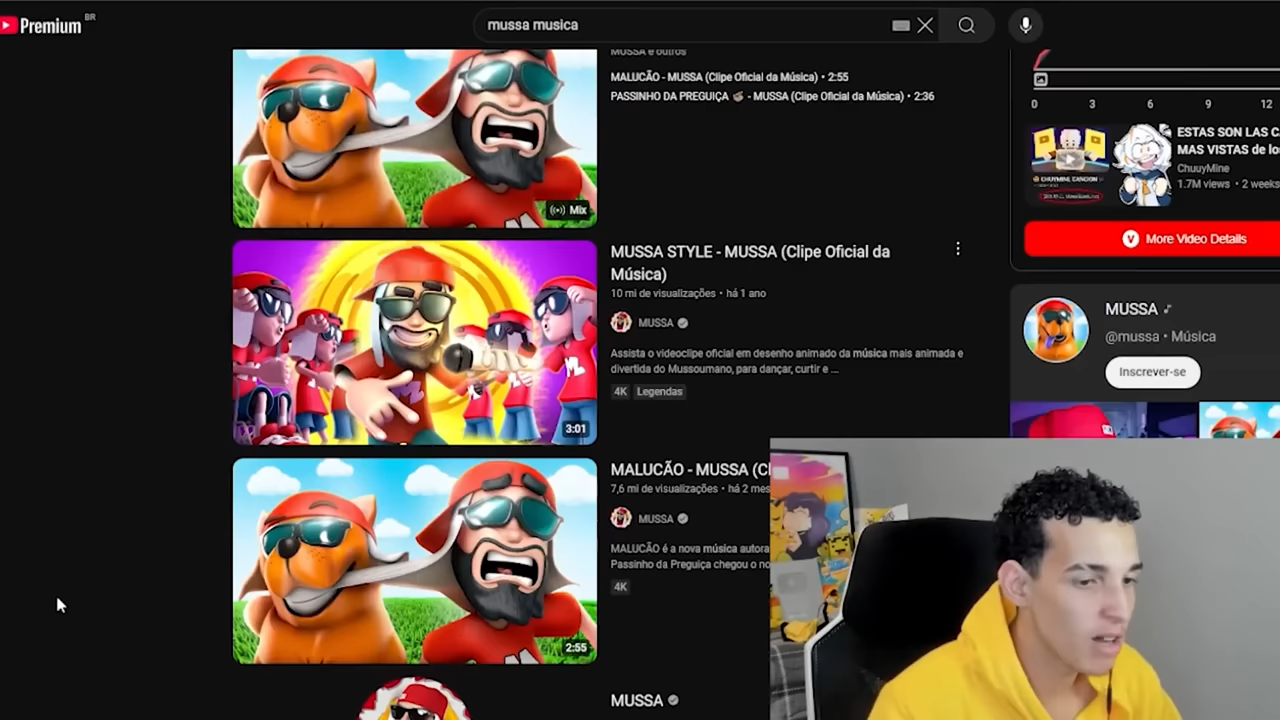 Premium BR
mussa musica
MUSSA e outros
MALUCÃO - MUSSA (Clipe Oficial da Música) • 2:55
PASSINHO DA PREGUIÇA 🦥 - MUSSA (Clipe Oficial da Música) • 2:36
Mix
MUSSA STYLE - MUSSA (Clipe Oficial da
Música)
10 mi de visualizações • há 1 ano
MUSSA
Assista o videoclipe oficial em desenho animado da música mais animada e
divertida do Mussoumano, para dançar, curtir e ...
4K Legendas
3:01
MALUCÃO - MUSSA (Cl
7,6 mi de visualizações • há 2 mes
MUSSA
MALUCÃO é a nova música autora
Passinho da Preguiça chegou o no
4K
2:55
MUSSA
0 3 6 9 12
ESTAS SON LAS C
MAS VISTAS de lo
ChuuyMine
1.7M views • 2 weeks
More Video Details
MUSSA
@mussa • Música
Inscrever-se